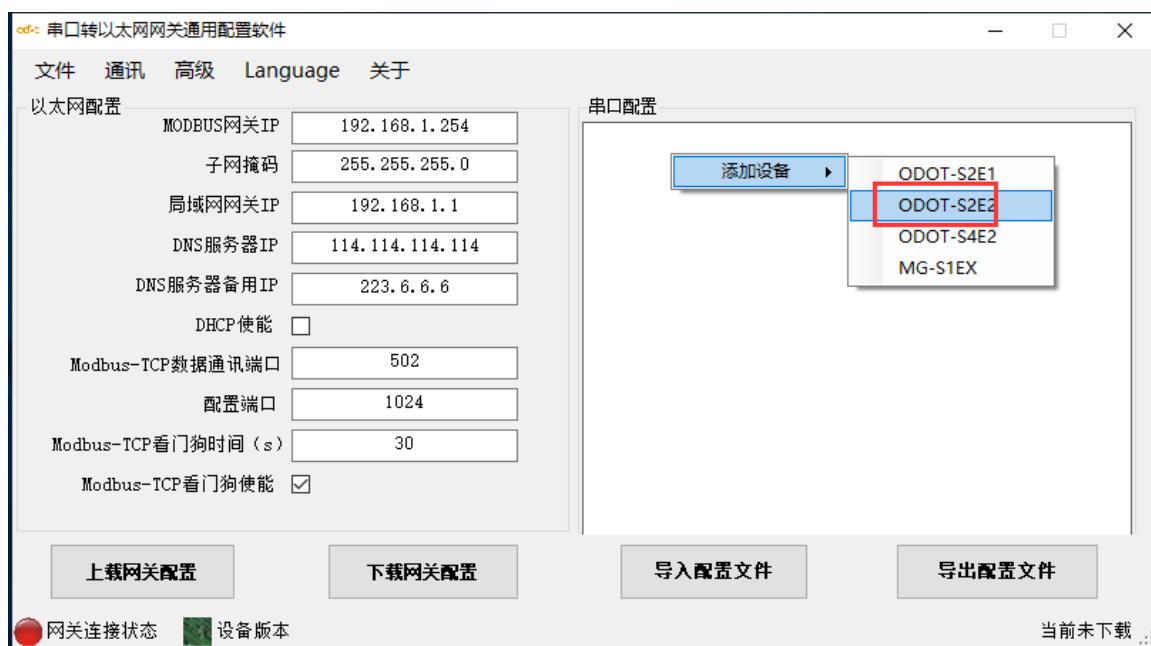 串口转以太网网关通用配置软件
文件 通讯 高级 Language 关于
以太网配置
MODBUS网关IP 192.168.1.254
子网掩码 255.255.255.0
局域网网关IP 192.168.1.1
DNS服务器IP 114.114.114.114
DNS服务器备用IP 223.6.6.6
DHCP使能
Modbus-TCP数据通讯端口 502
配置端口 1024
Modbus-TCP看门狗时间（s） 30
Modbus-TCP看门狗使能
串口配置
添加设备
ODOT-S2E1
ODOT-S2E2
ODOT-S4E2
MG-S1EX
上载网关配置 下载网关配置 导入配置文件 导出配置文件
网关连接状态 设备版本 当前未下载